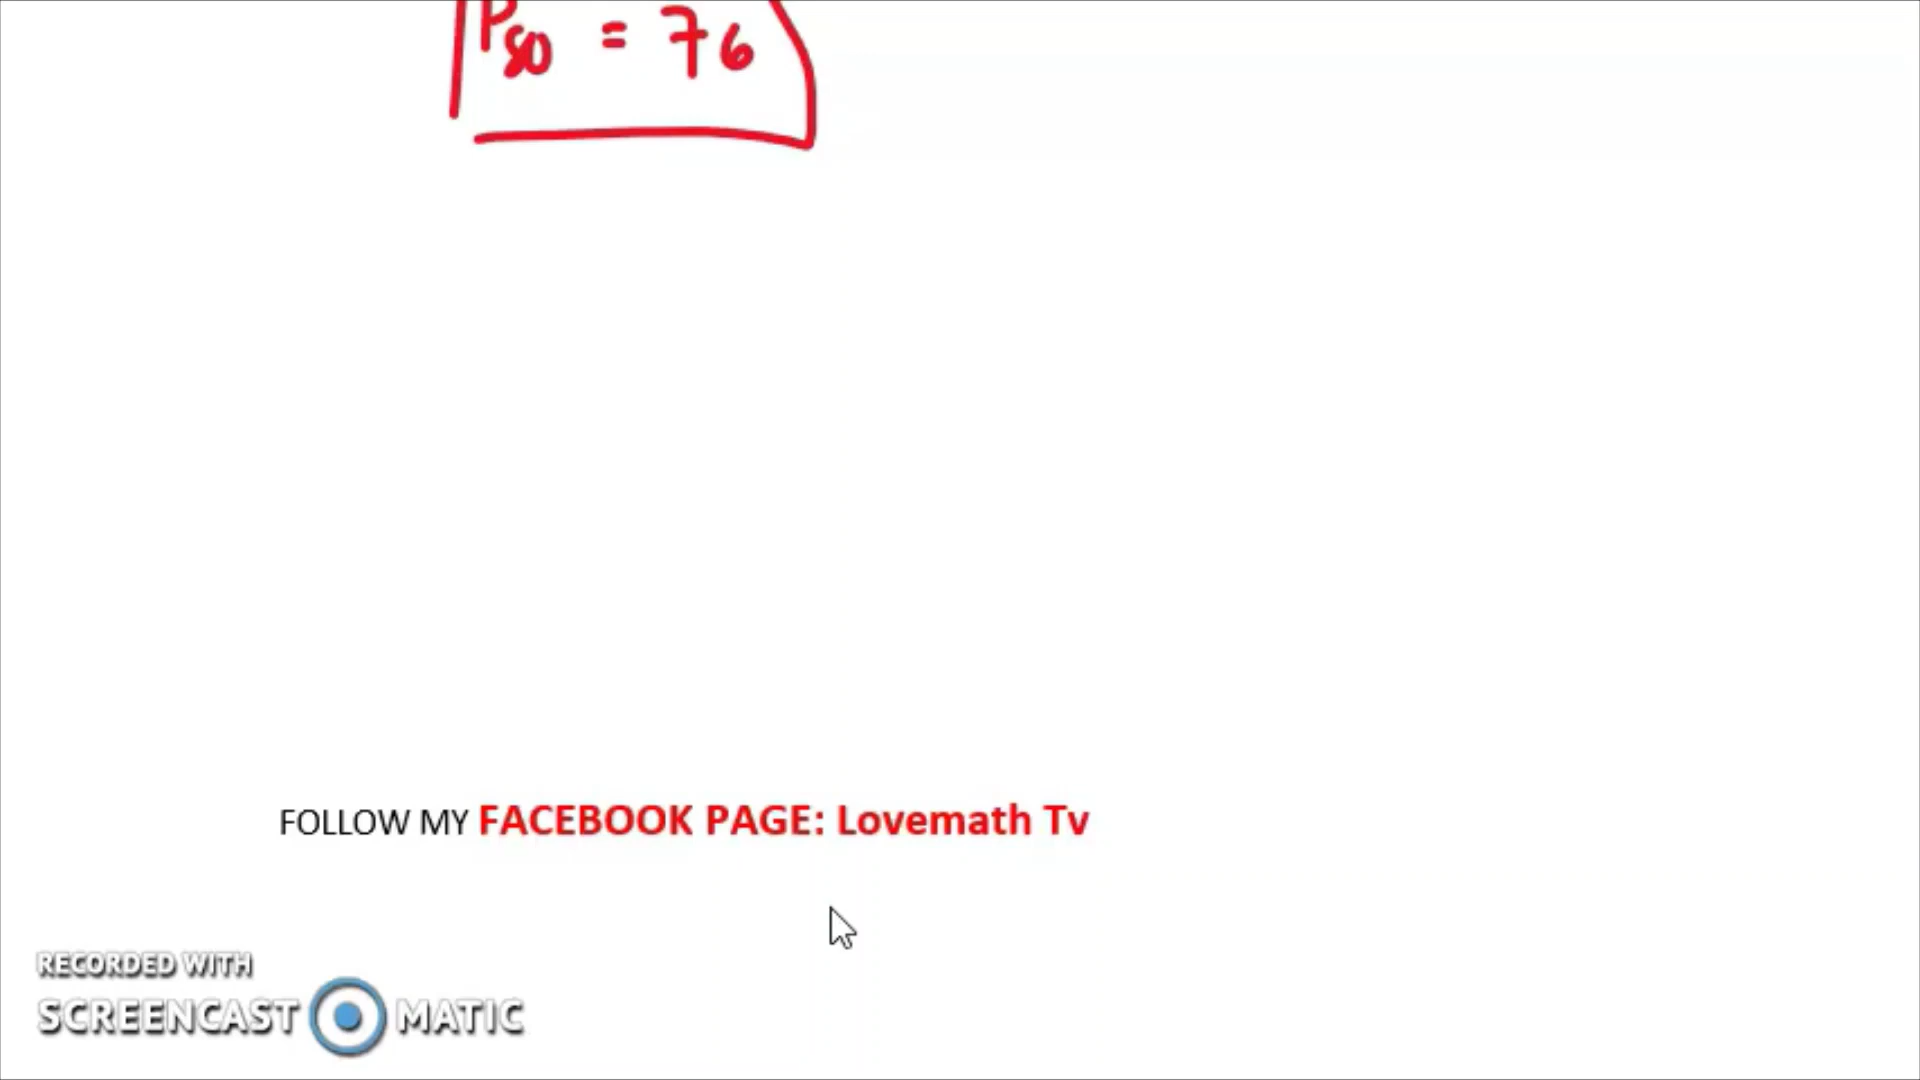 P80 = 76
FOLLOW MY FACEBOOK PAGE: Lovemath Tv
RECORDED WITH
SCREENCAST MATIC